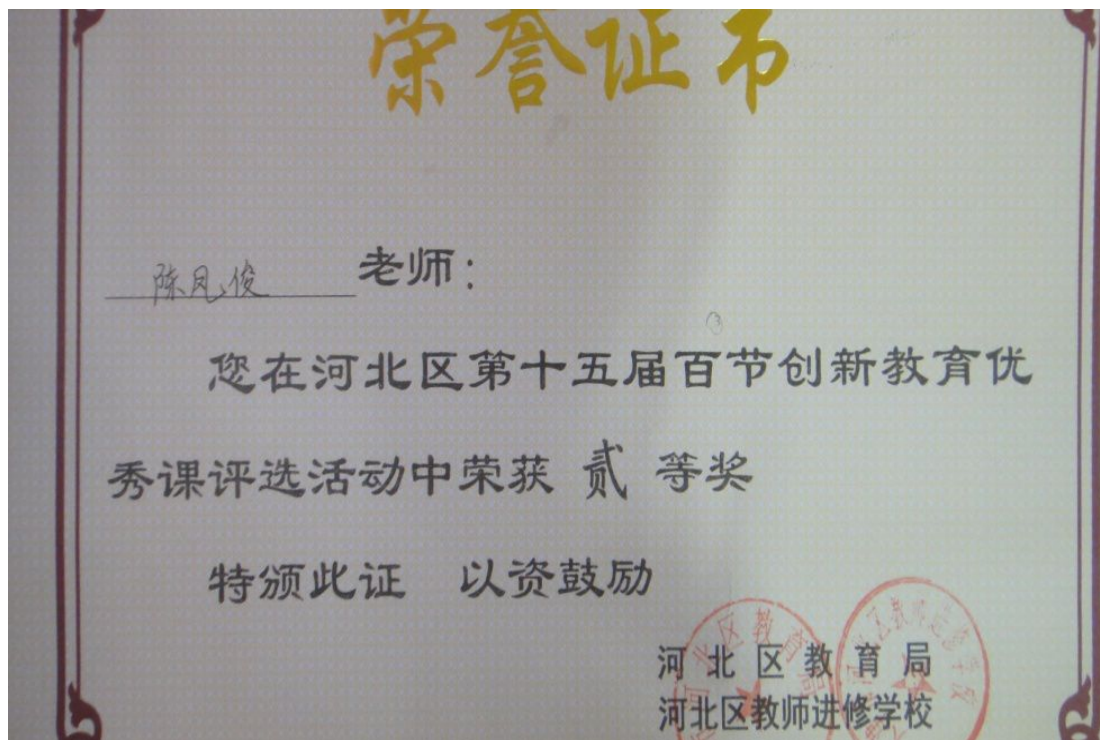 荣誉证书
陈凤俊 老师：
您在河北区第十五届百节创新教育优
秀课评选活动中荣获 贰 等奖
特颁此证 以资鼓励
河北区教育局
河北区教师进修学校